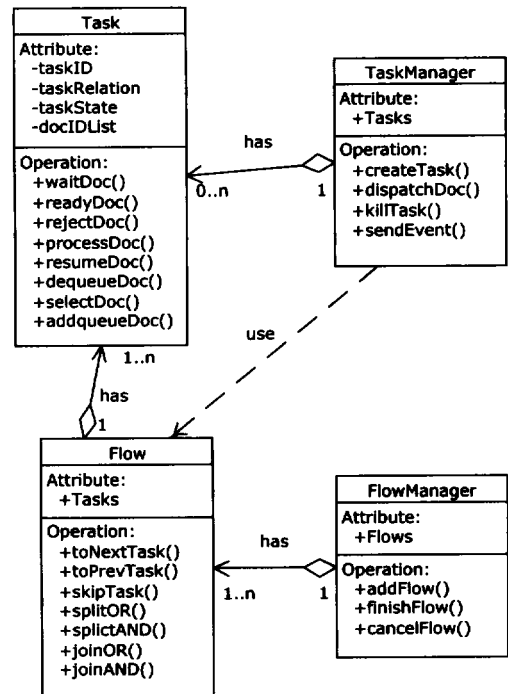 Task
Attribute:
-taskID
-taskRelation
-taskState
-docIDList
Operation:
+waitDoc()
+readyDoc()
+rejectDoc()
+processDoc()
+resumeDoc()
+dequeueDoc()
+selectDoc()
+addqueueDoc()
TaskManager
Attribute:
+Tasks
Operation:
+createTask()
+dispatchDoc()
+killTask()
+sendEvent()
has
0..n
1
use
1..n
has
1
Flow
Attribute:
+Tasks
Operation:
+toNextTask()
+toPrevTask()
+skipTask()
+splitOR()
+splictAND()
+joinOR()
+joinAND()
has
1..n
1
FlowManager
Attribute:
+Flows
Operation:
+addFlow()
+finishFlow()
+cancelFlow()